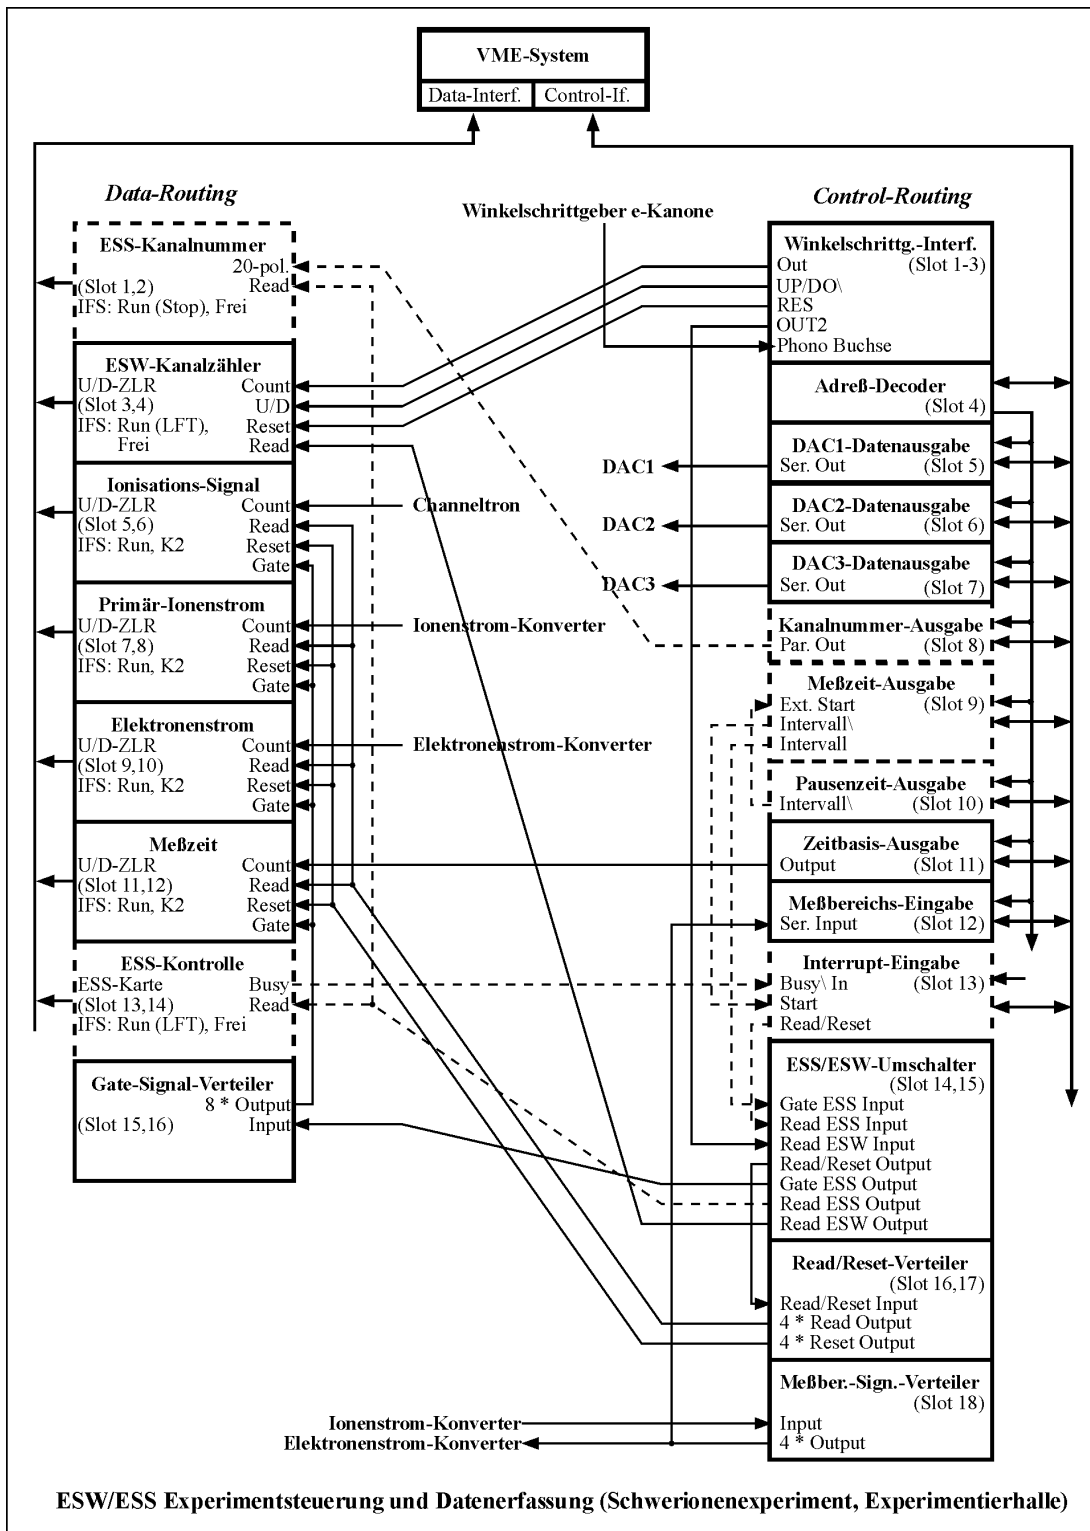 VME-System
Data-Interf. Control-If.
Data-Routing
ESS-Kanalnummer
20-pol.
(Slot 1,2) Read
IFS: Run (Stop), Frei
ESW-Kanalzähler
U/D-ZLR Count
(Slot 3,4) U/D
IFS: Run (LFT), Reset
Frei Read
Ionisations-Signal
U/D-ZLR Count
(Slot 5,6) Read
IFS: Run, K2 Reset
Gate
Primär-Ionenstrom
U/D-ZLR Count
(Slot 7,8) Read
IFS: Run, K2 Reset
Gate
Elektronenstrom
U/D-ZLR Count
(Slot 9,10) Read
IFS: Run, K2 Reset
Gate
Meßzeit
U/D-ZLR Count
(Slot 11,12) Read
IFS: Run, K2 Reset
Gate
ESS-Kontrolle
ESS-Karte Busy
(Slot 13,14) Read
IFS: Run (LFT), Frei
Gate-Signal-Verteiler
8 * Output
(Slot 15,16) Input
Winkelschrittgeber e-Kanone
Channeltron
Ionenstrom-Konverter
Elektronenstrom-Konverter
DAC1
DAC2
DAC3
Control-Routing
Winkelschrittg.-Interf.
Out (Slot 1-3)
UP/DO\
RES
OUT2
Phono Buchse
Adreß-Decoder
(Slot 4)
DAC1-Datenausgabe
Ser. Out (Slot 5)
DAC2-Datenausgabe
Ser. Out (Slot 6)
DAC3-Datenausgabe
Ser. Out (Slot 7)
Kanalnummer-Ausgabe
Par. Out (Slot 8)
Meßzeit-Ausgabe
Ext. Start (Slot 9)
Intervall\
Intervall
Pausenzeit-Ausgabe
Intervall\ (Slot 10)
Zeitbasis-Ausgabe
Output (Slot 11)
Meßbereichs-Eingabe
Ser. Input (Slot 12)
Interrupt-Eingabe
Busy\ In (Slot 13)
Start
Read/Reset
ESS/ESW-Umschalter
(Slot 14,15)
Gate ESS Input
Read ESS Input
Read ESW Input
Read/Reset Output
Gate ESS Output
Read ESS Output
Read ESW Output
Read/Reset-Verteiler
(Slot 16,17)
Read/Reset Input
4 * Read Output
4 * Reset Output
Meßber.-Sign.-Verteiler
(Slot 18)
Ionenstrom-Konverter Input
Elektronenstrom-Konverter 4 * Output
ESW/ESS Experimentsteuerung und Datenerfassung (Schwerionenexperiment, Experimentierhalle)